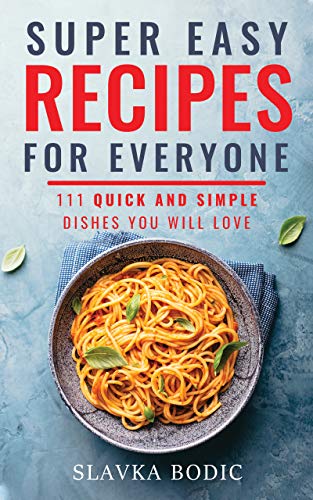 SUPER EASY
RECIPES
FOR EVERYONE
111 QUICK AND SIMPLE
DISHES YOU WILL LOVE
SLAVKA BODIC